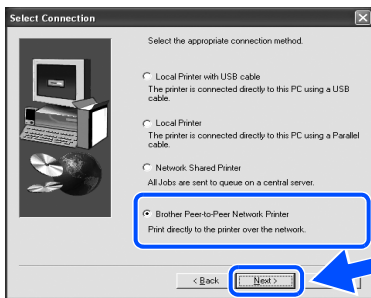 Select Connection
Select the appropriate connection method.
Local Printer with USB cable
The printer is connected directly to this PC using a USB
cable.
Local Printer
The printer is connected directly to this PC using a Parallel
cable.
Network Shared Printer
All Jobs are sent to queue on a central server.
Brother Peer-to-Peer Network Printer
Print directly to the printer over the network.
< Back
Next >